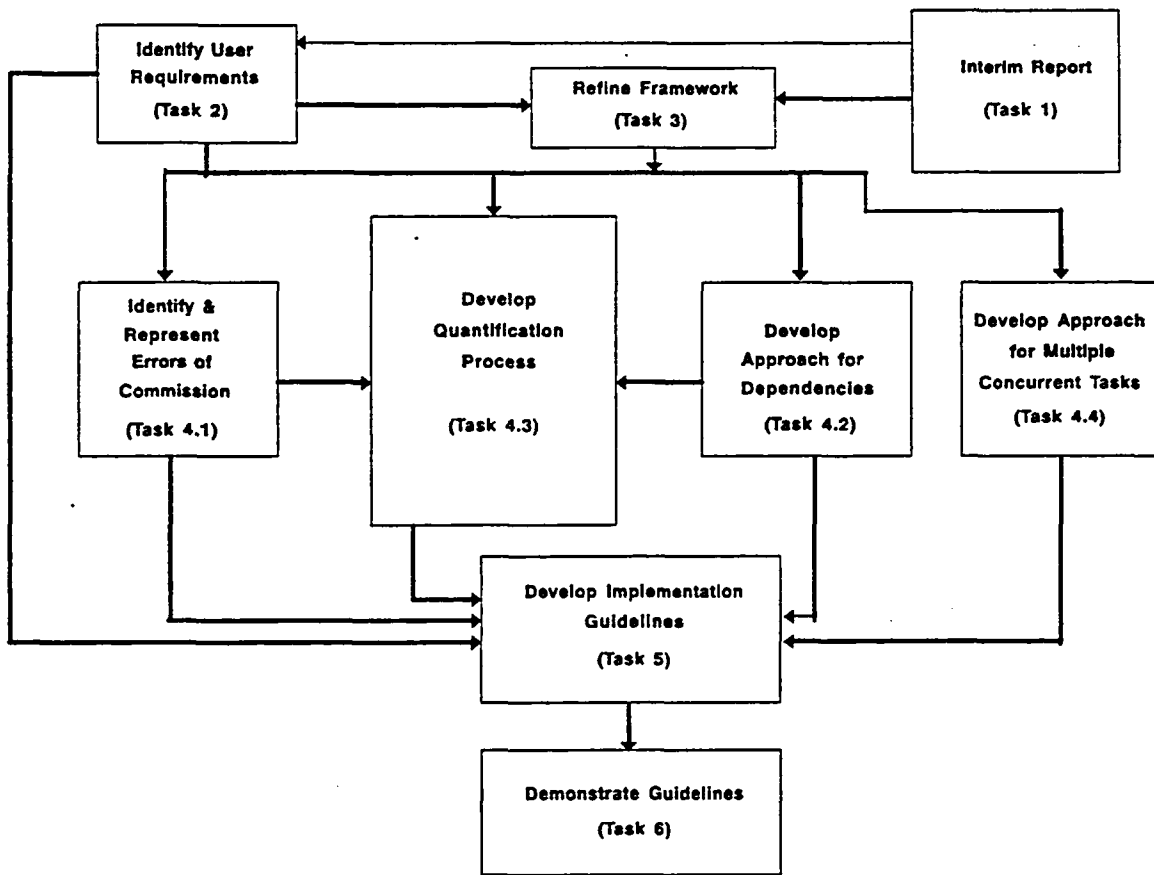 Identify User
Requirements
(Task 2)
Refine Framework
(Task 3)
Interim Report
(Task 1)
Identify &
Represent
Errors of
Commission
(Task 4.1)
Develop
Quantification
Process
(Task 4.3)
Develop
Approach for
Dependencies
(Task 4.2)
Develop Approach
for Multiple
Concurrent Tasks
(Task 4.4)
Develop Implementation
Guidelines
(Task 5)
Demonstrate Guidelines
(Task 6)